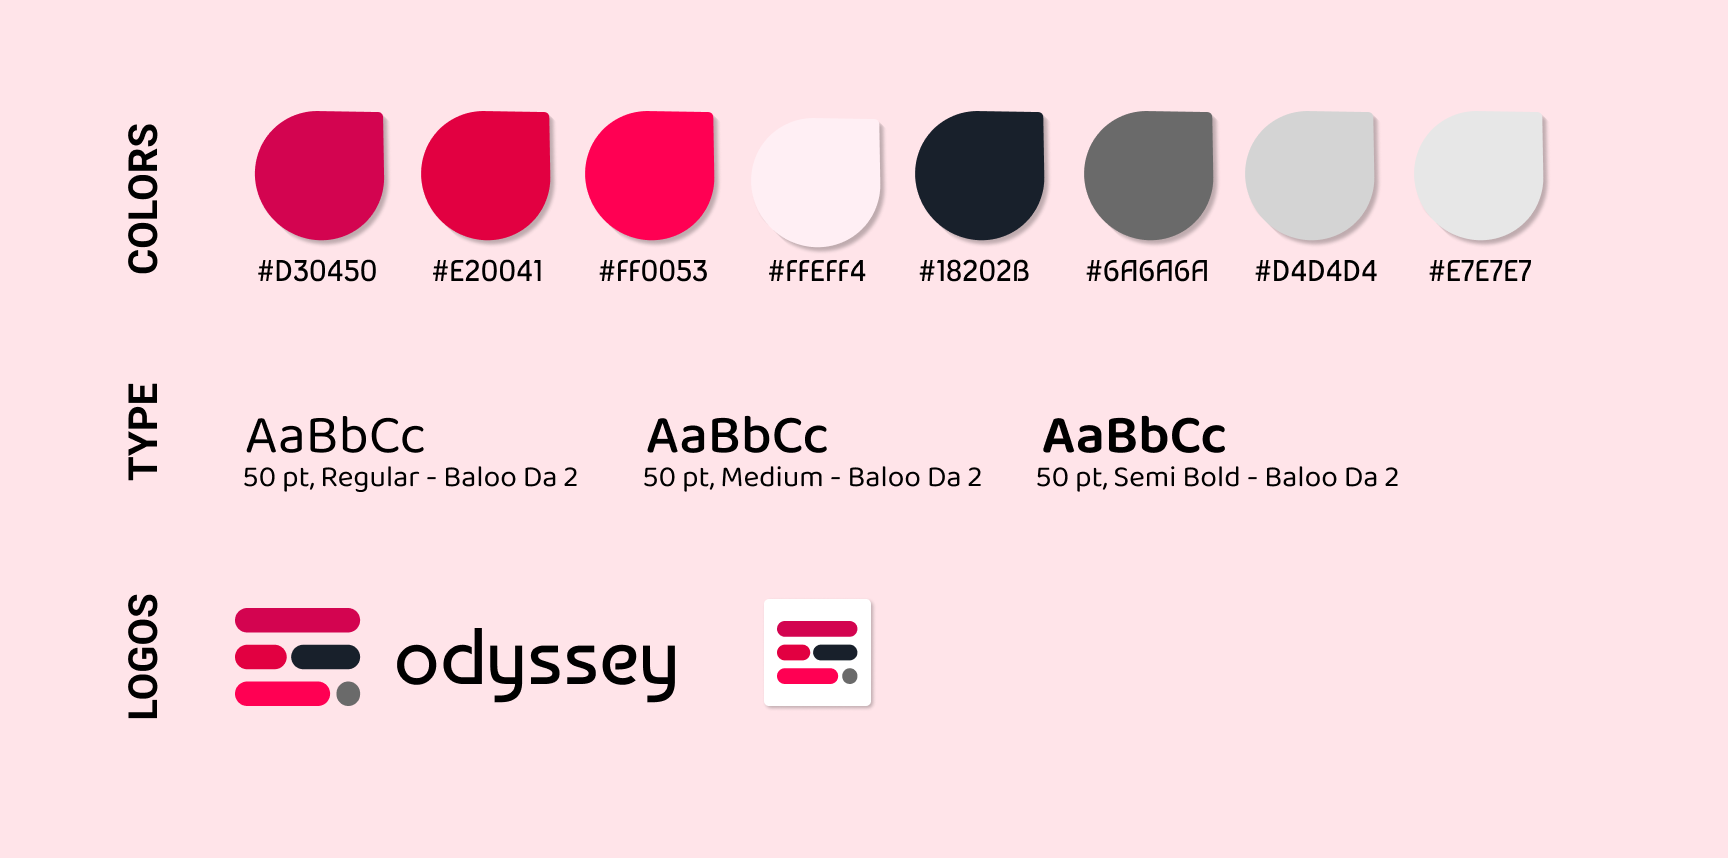 COLORS
#D30450 #E20041 #FF0053 #FFEFF4 #18202B #6A6A6A #D4D4D4 #E7E7E7
TYPE
AaBbCc AaBbCc AaBbCc
50 pt, Regular - Baloo Da 2 50 pt, Medium - Baloo Da 2 50 pt, Semi Bold - Baloo Da 2
LOGOS
odyssey